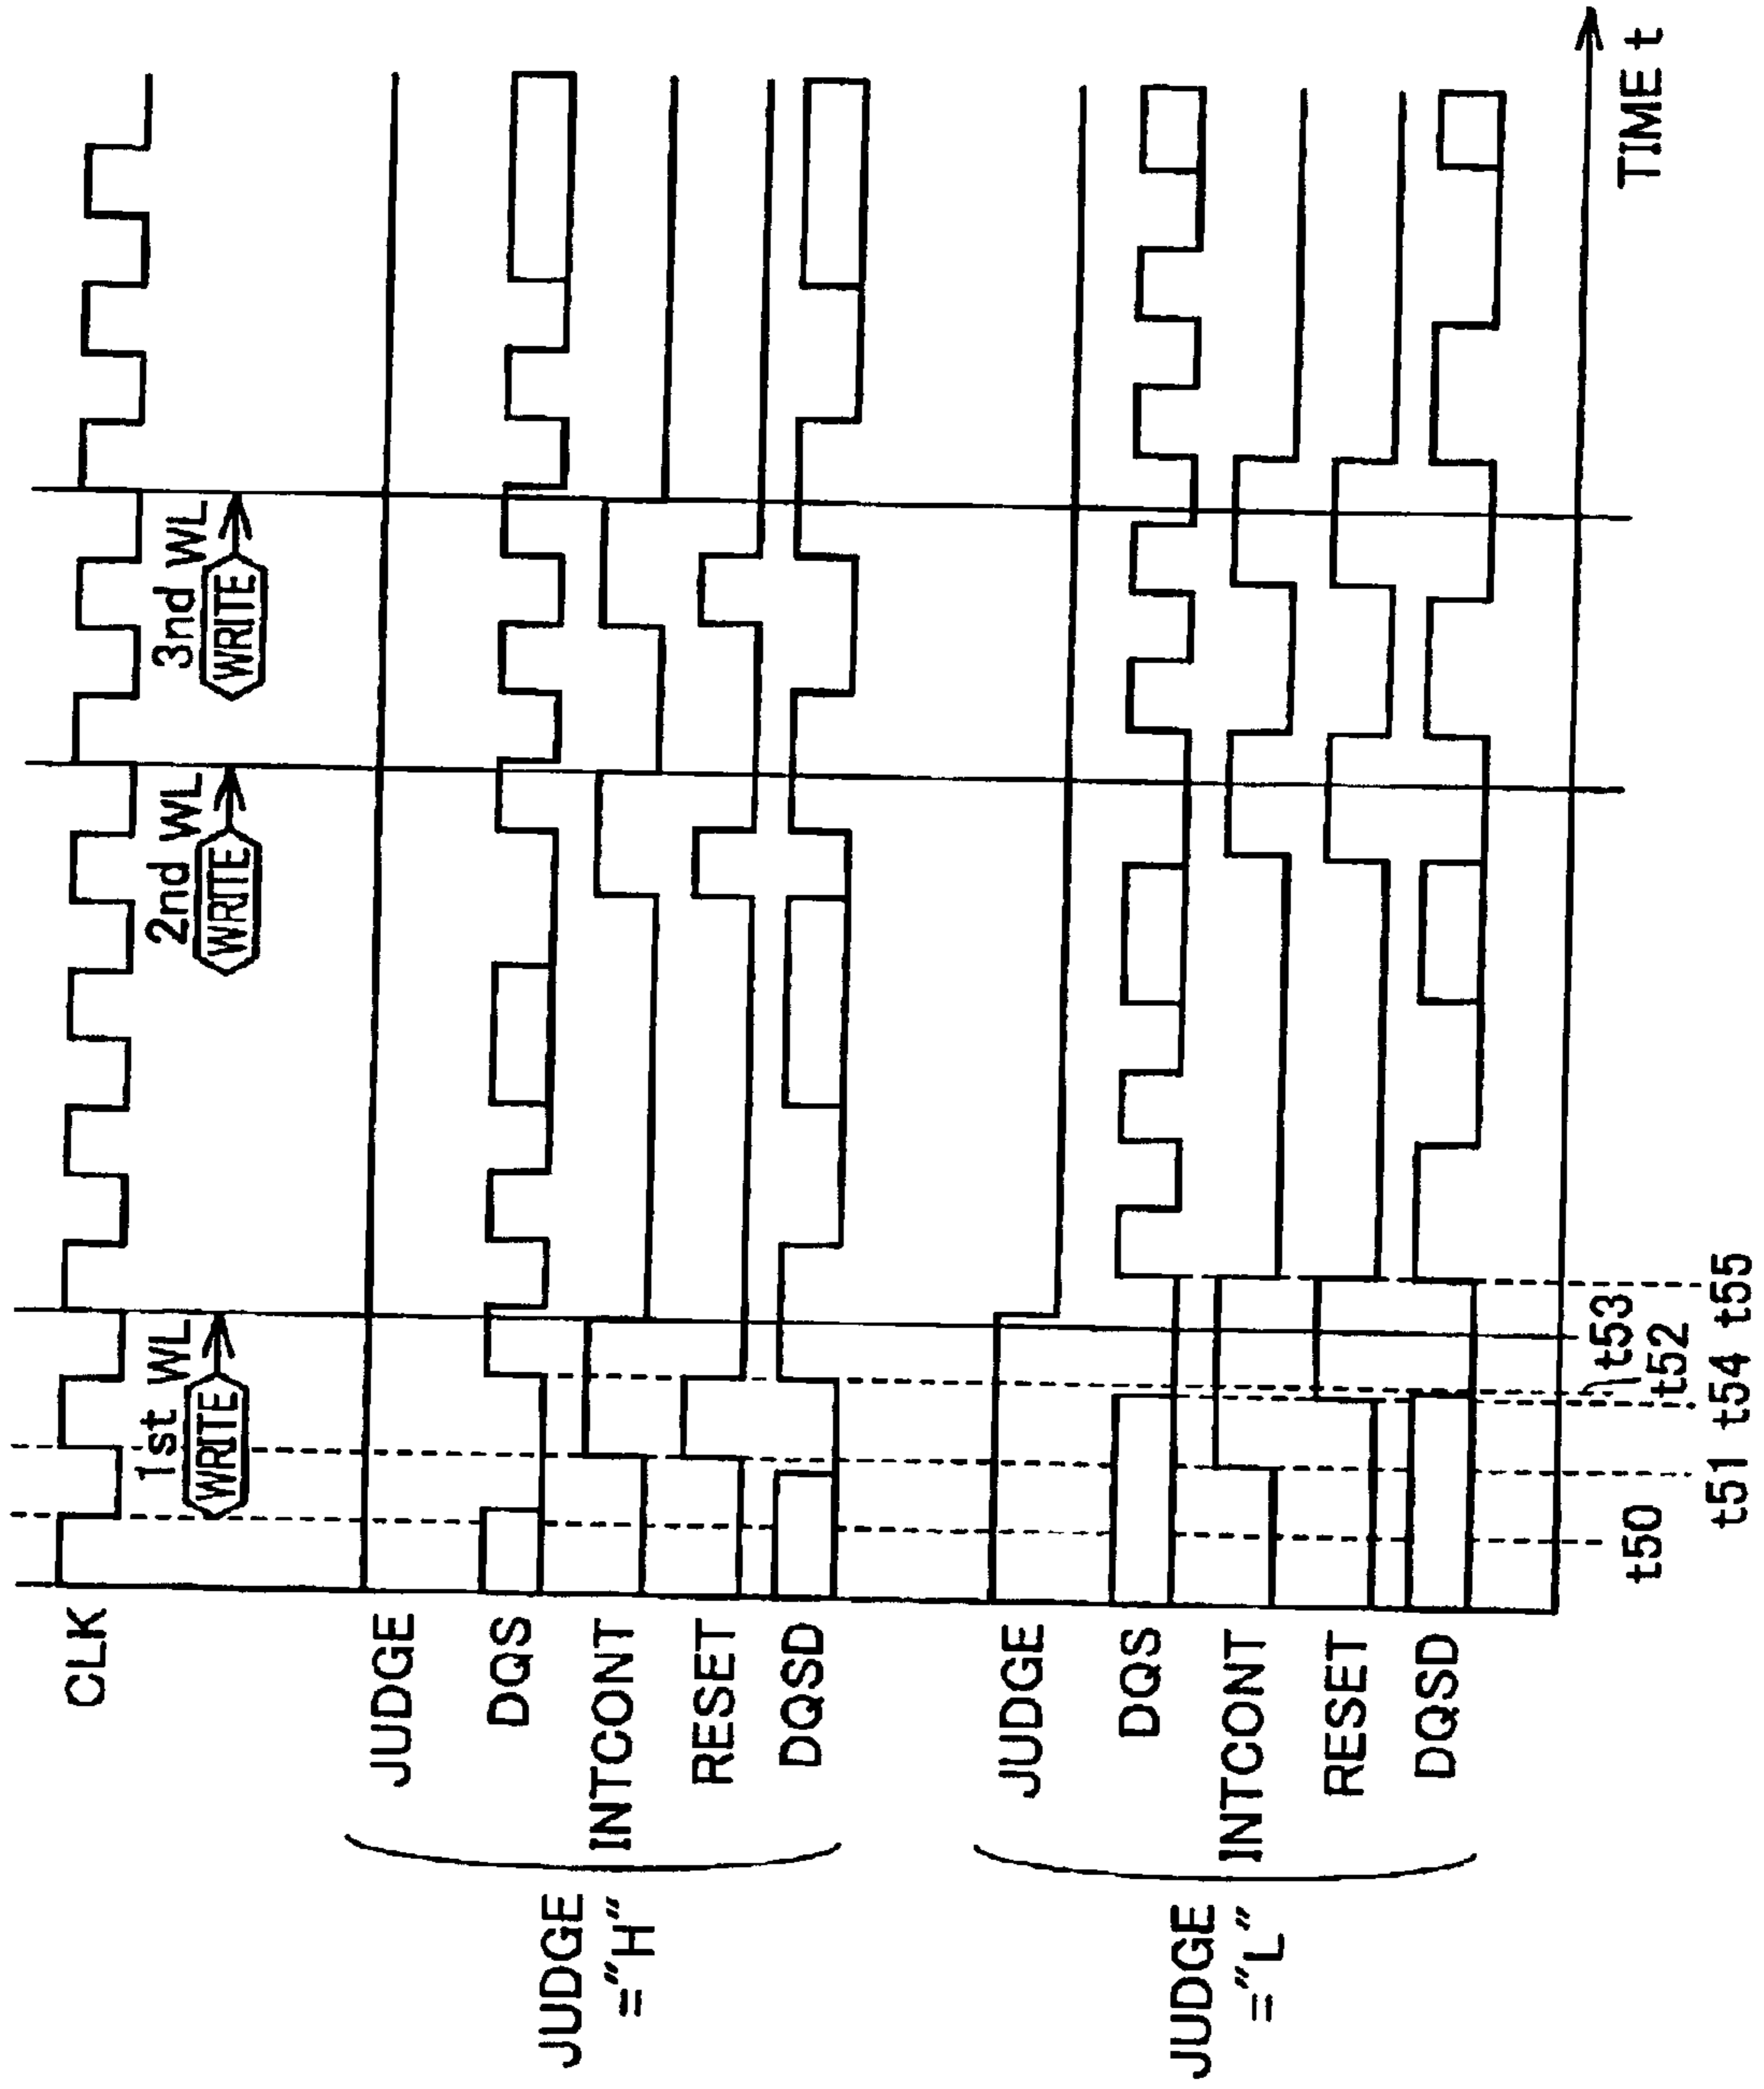 CLK
1st WL
WRITE
2nd WL
WRITE
3nd WL
WRITE
JUDGE
="H"
JUDGE
DQS
INTCONT
RESET
DQSD
JUDGE
="L"
JUDGE
DQS
INTCONT
RESET
DQSD
t50
t51
t54
t52
t53
t55
TIME t